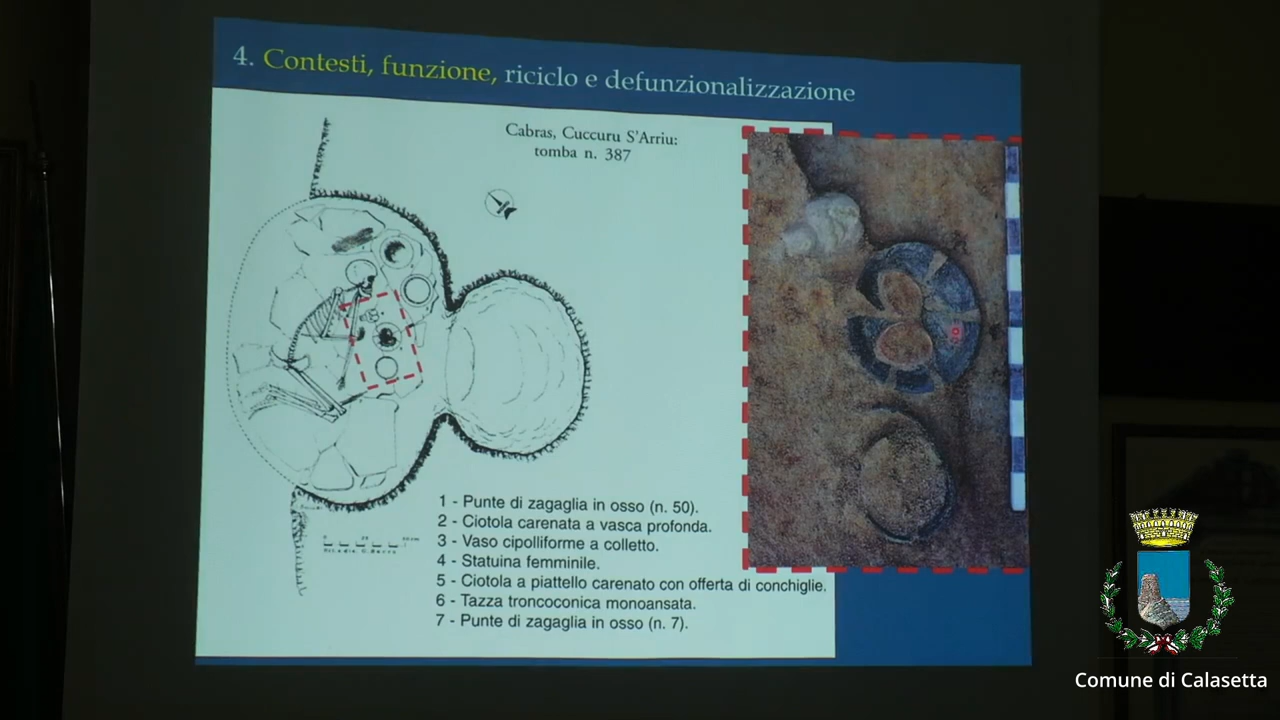 4. Contesti, funzione, riciclo e defunzionalizzazione
Cabras, Cuccuru S'Arriu:
tomba n. 387
1 - Punte di zagaglia in osso (n. 50).
2 - Ciotola carenata a vasca profonda.
3 - Vaso cipolliforme a colletto.
4 - Statuina femminile.
5 - Ciotola a piattello carenato con offerta di conchiglie.
6 - Tazza troncoconica monoansata.
7 - Punte di zagaglia in osso (n. 7).
Comune di Calasetta